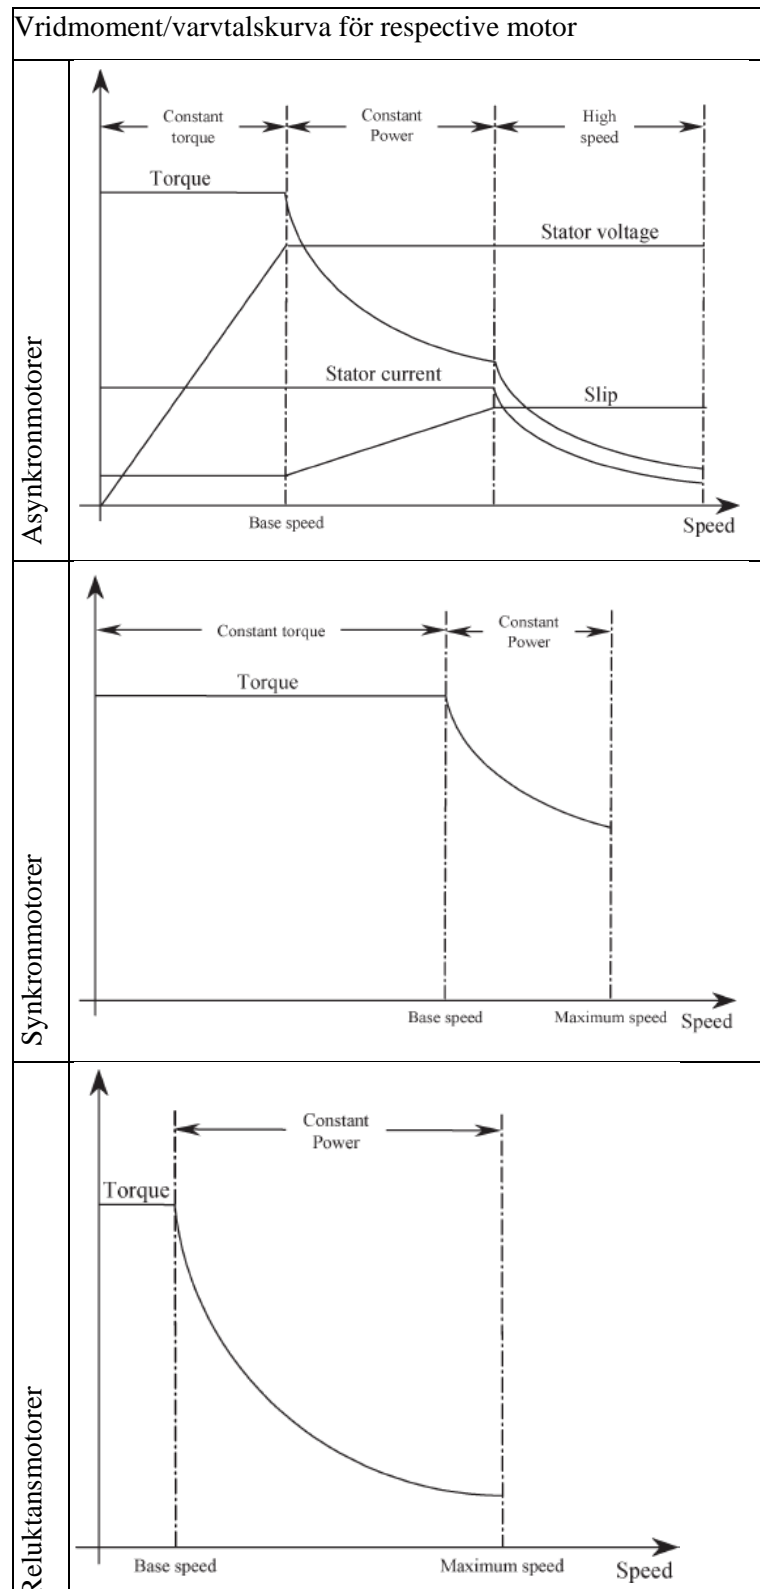 Vridmoment/varvtalskurva för respective motor
Asynkronmotorer
Constant
torque
Constant
Power
High
speed
Torque
Stator voltage
Stator current
Slip
Base speed
Speed
Synkronmotorer
Constant torque
Constant
Power
Torque
Base speed
Maximum speed
Speed
Reluktansmotorer
Constant
Power
Torque
Base speed
Maximum speed
Speed